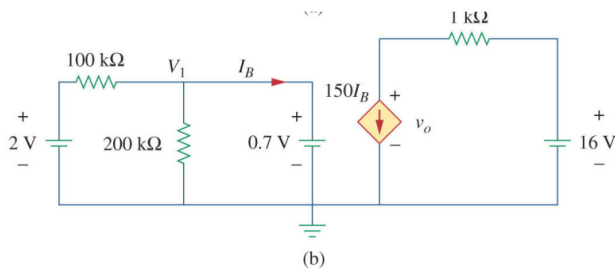 1 kΩ
100 kΩ
V1
IB
150IB
+
+
+
+
2 V
200 kΩ
0.7 V
vo
16 V
−
−
−
−
(b)